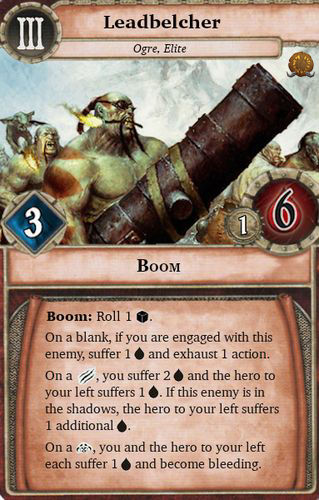 III
Leadbelcher
Ogre, Elite
3
1
6
Boom
Boom: Roll 1 .
On a blank, if you are engaged with this
enemy, suffer 1 and exhaust 1 action.
On a , you suffer 2 and the hero to
your left suffers 1 . If this enemy is in
the shadows, the hero to your left suffers
1 additional .
On a , you and the hero to your left
each suffer 1 and become bleeding.